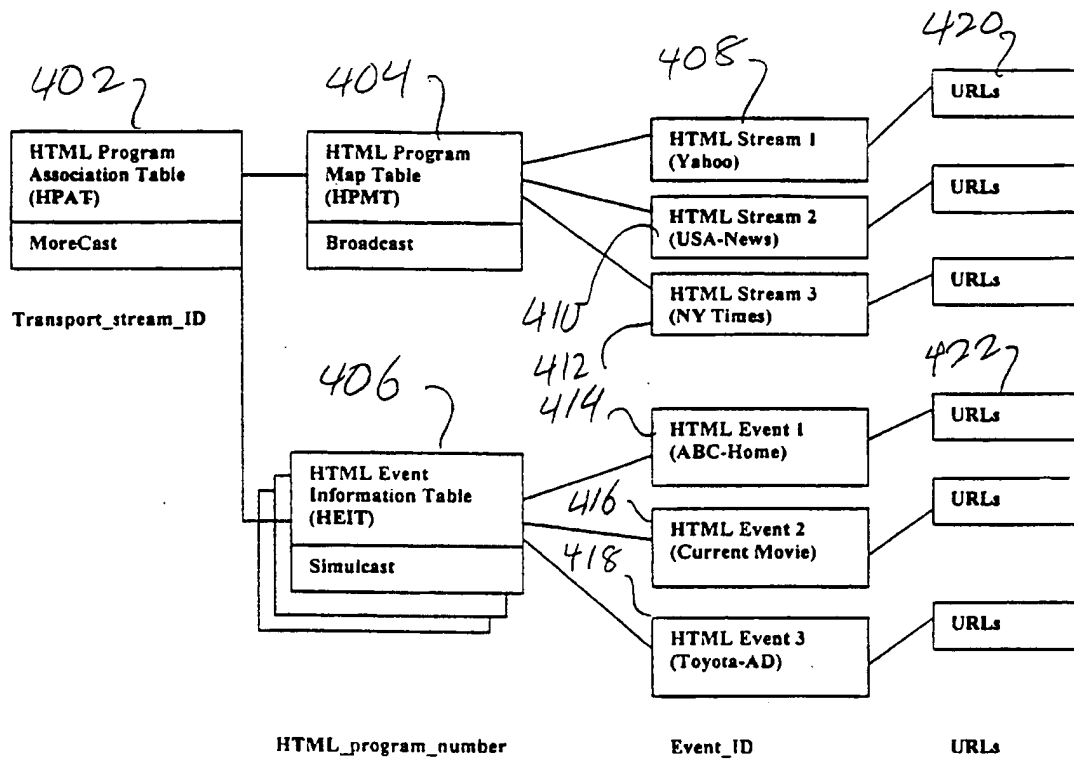 402
404
408
420
HTML Program
Association Table
(HPAT)
MoreCast
Transport_stream_ID
HTML Program
Map Table
(HPMT)
Broadcast
HTML Stream 1
(Yahoo)
HTML Stream 2
(USA-News)
HTML Stream 3
(NY Times)
URLs
URLs
URLs
410
412
406
414
422
HTML Event
Information Table
(HEIT)
Simulcast
416
418
HTML Event 1
(ABC-Home)
HTML Event 2
(Current Movie)
HTML Event 3
(Toyota-AD)
URLs
URLs
URLs
HTML_program_number
Event_ID
URLs